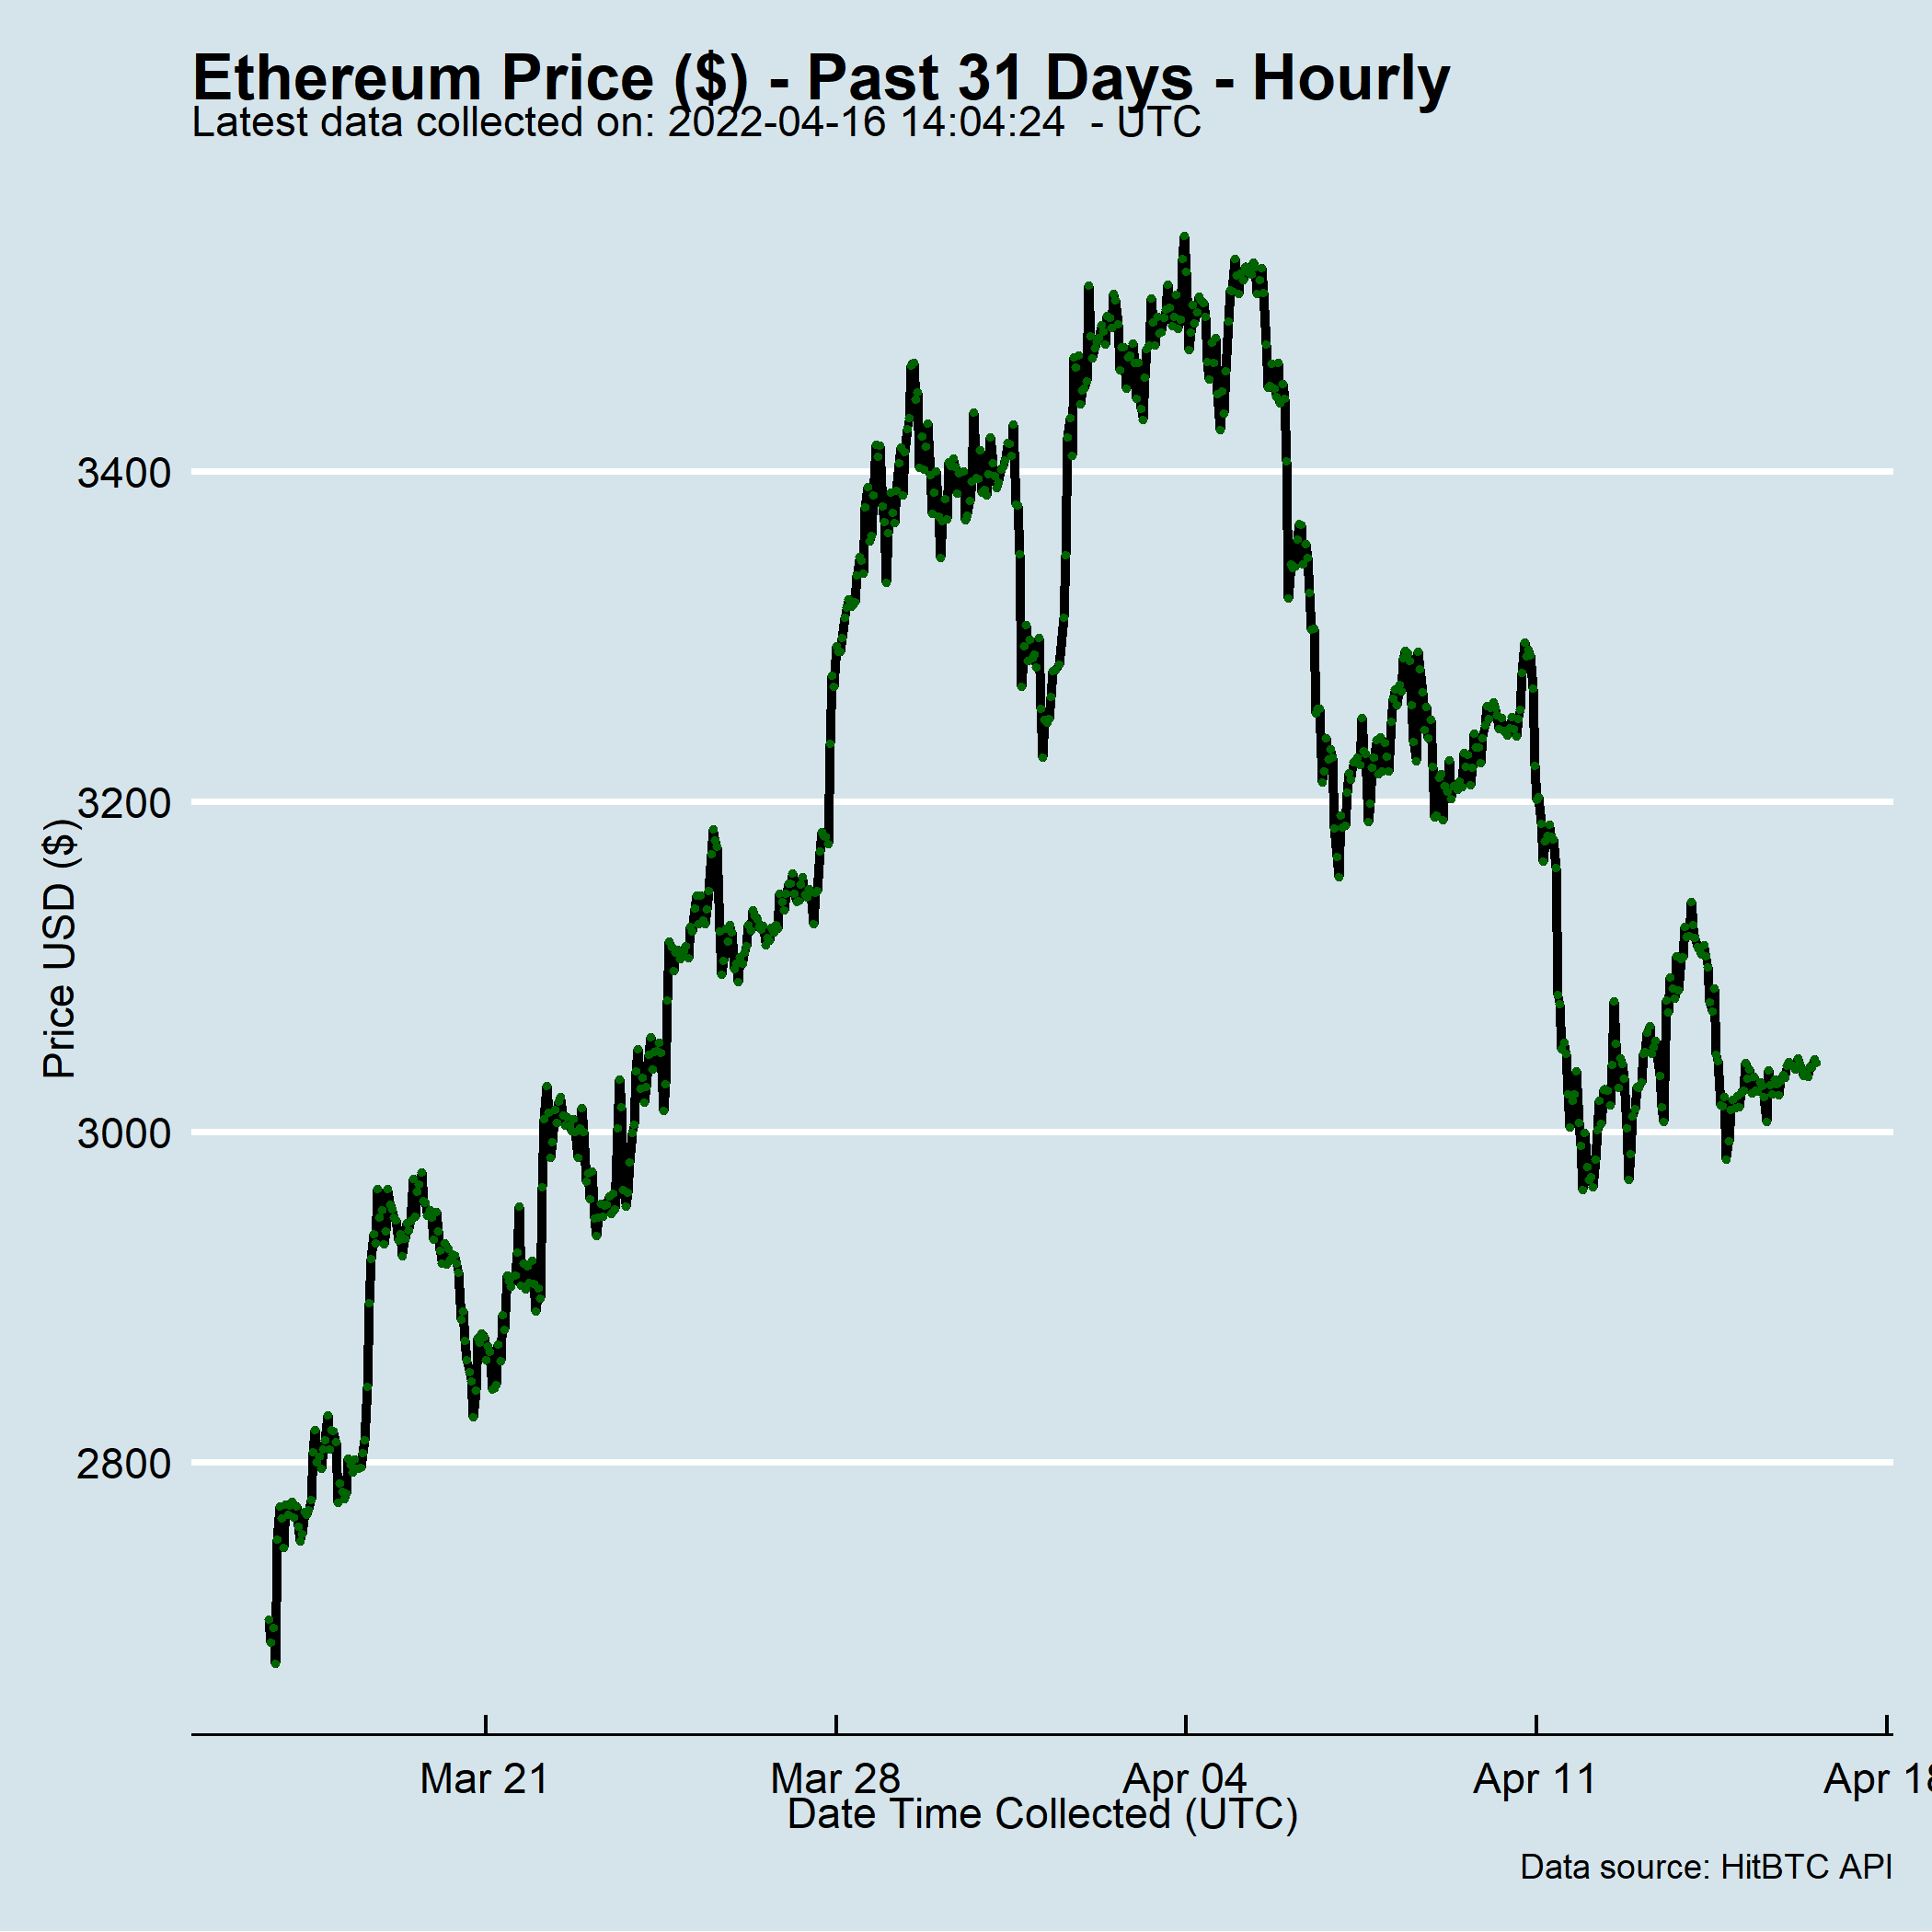 Ethereum Price ($) - Past 31 Days - Hourly
Latest data collected on: 2022-04-16 14:04:24  - UTC
3400
3200
3000
2800
Price USD ($)
Mar 21
Mar 28
Apr 04
Apr 11
Apr 18
Date Time Collected (UTC)
Data source: HitBTC API